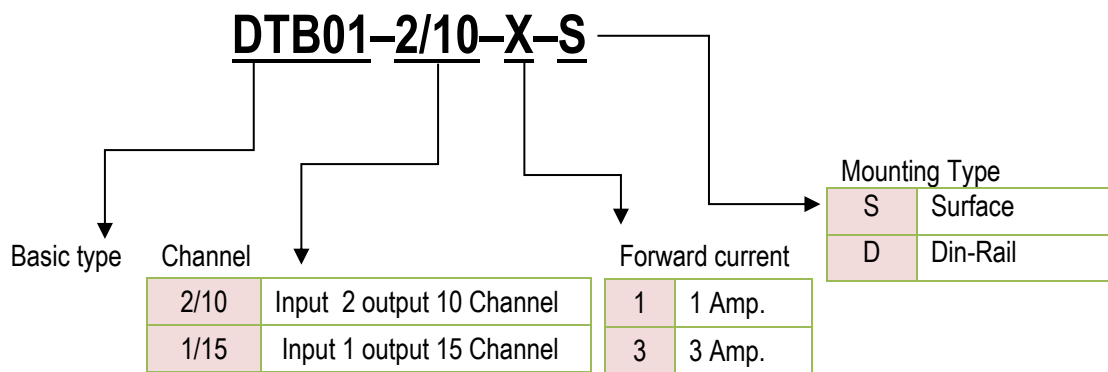 DTB01–2/10–X–S
Mounting Type
S Surface
D Din-Rail
Basic type
Channel
2/10 Input 2 output 10 Channel
1/15 Input 1 output 15 Channel
Forward current
1 1 Amp.
3 3 Amp.